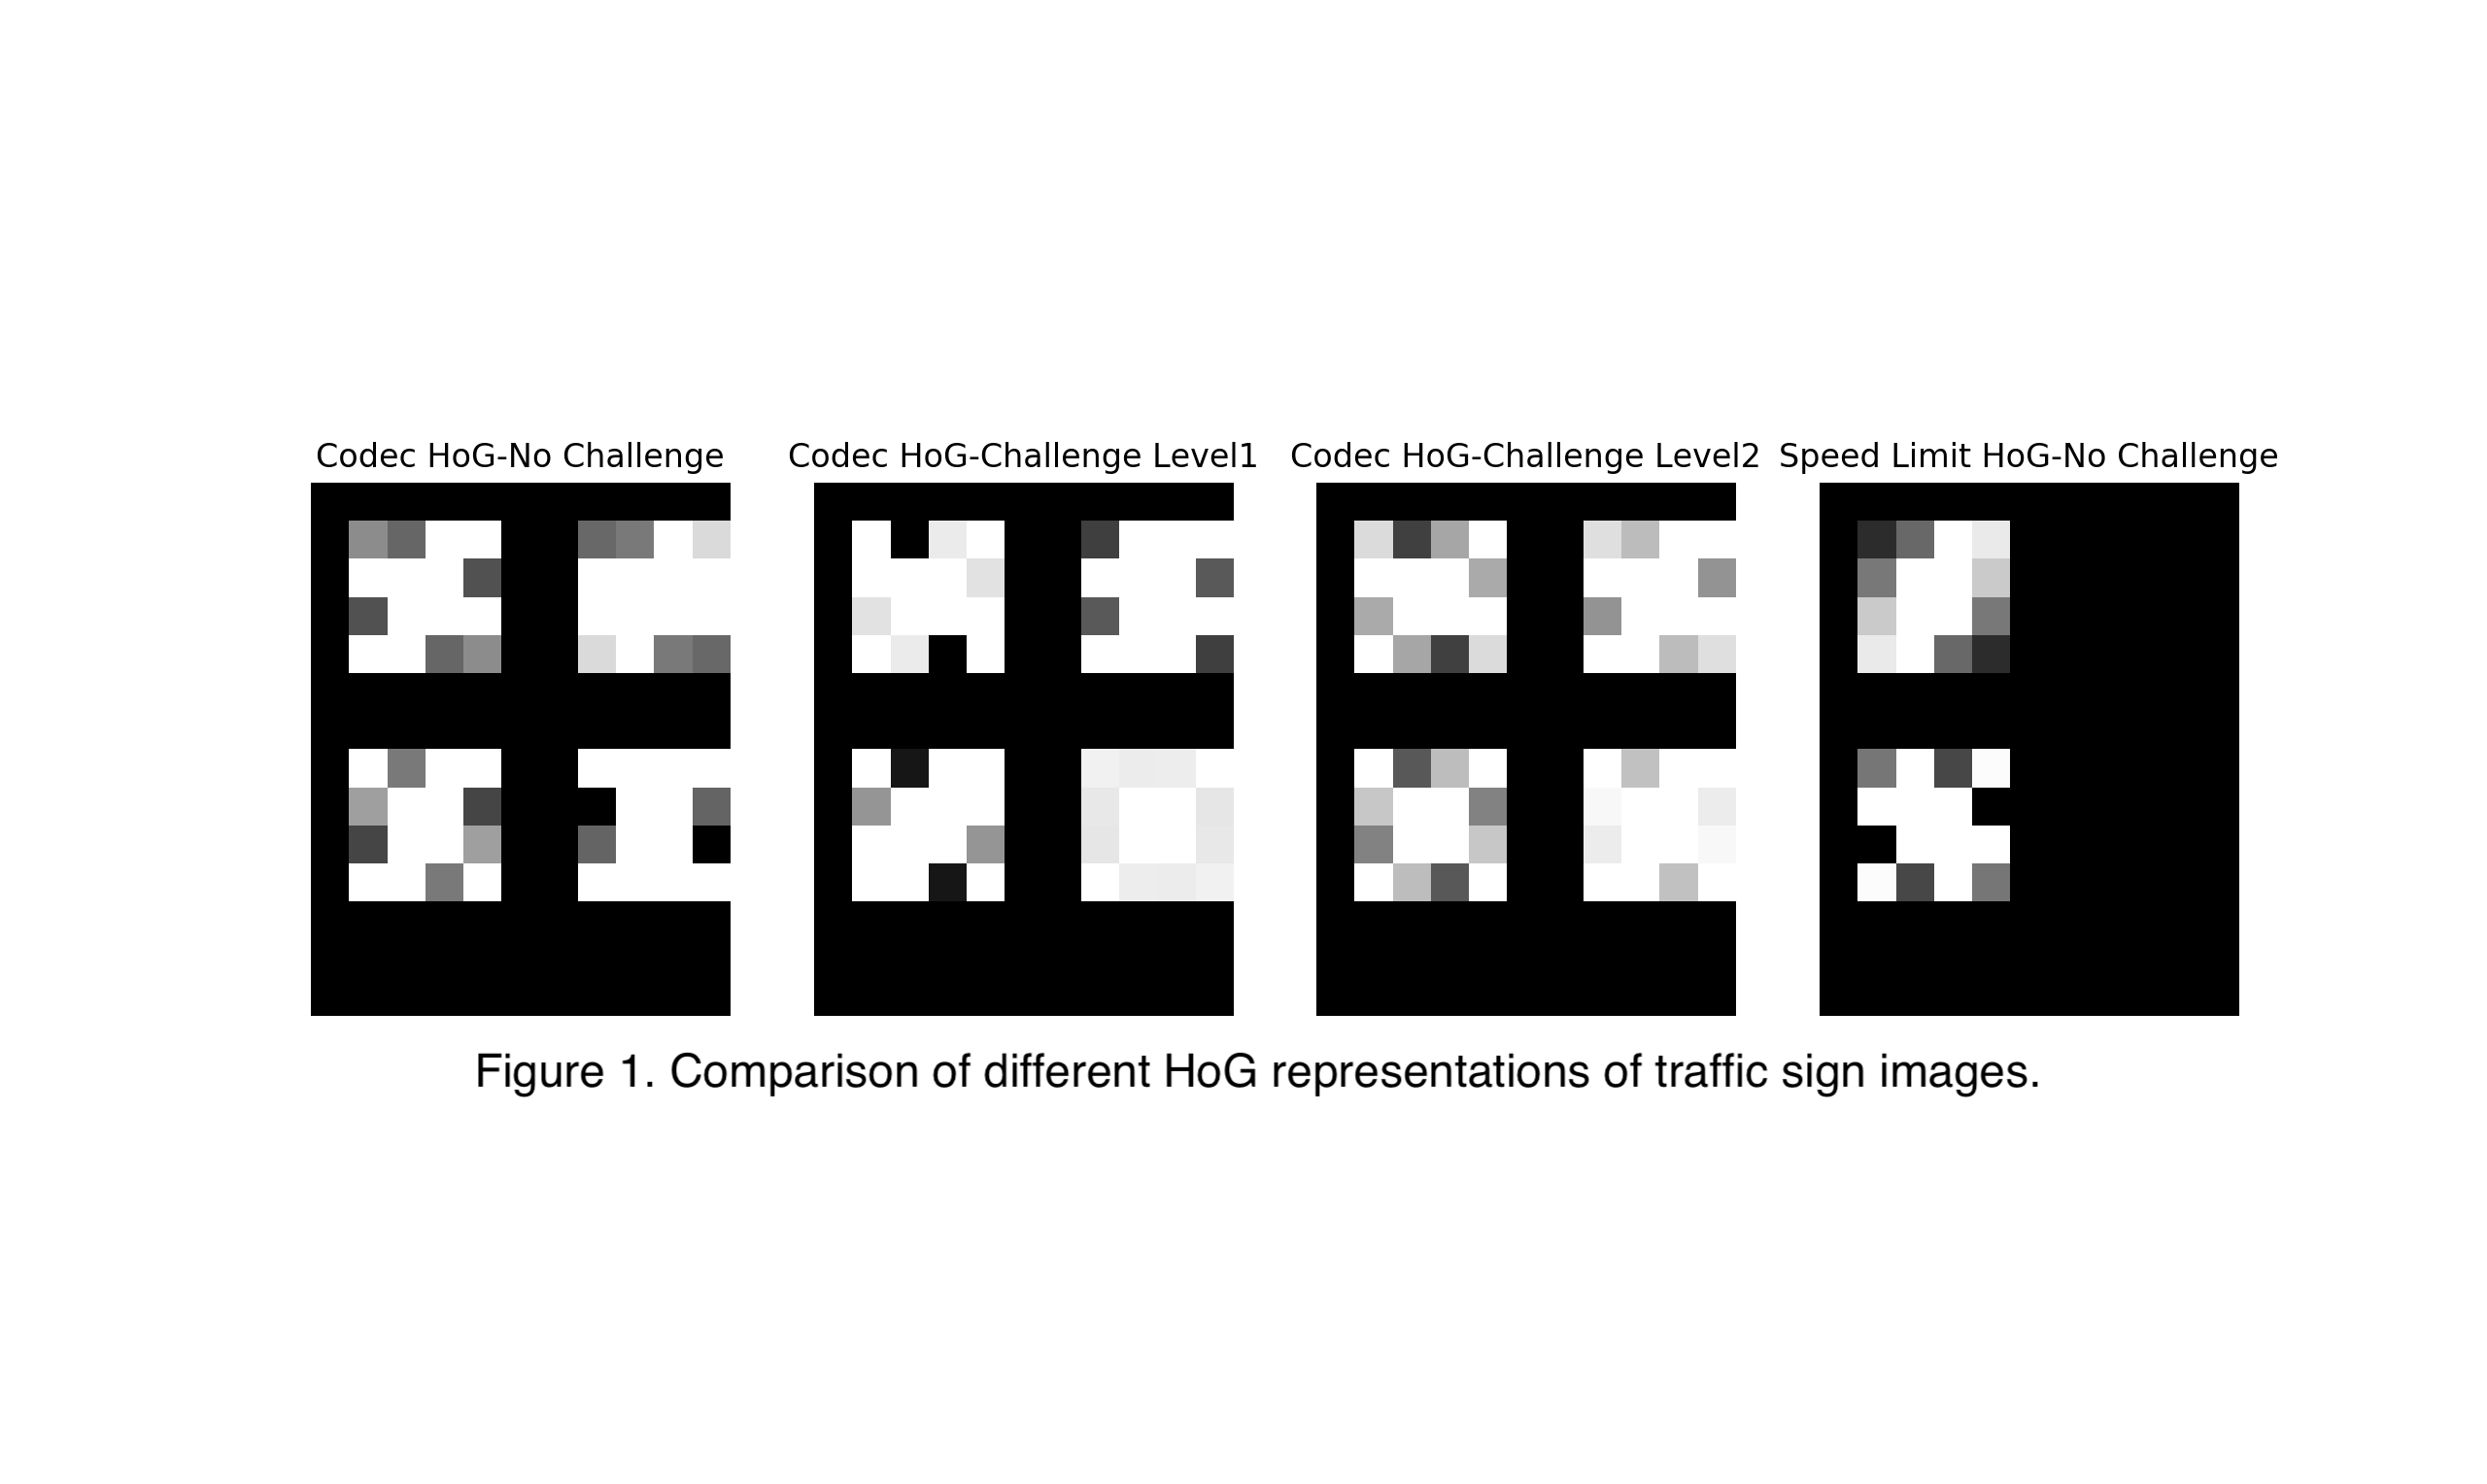 Codec HoG-No Challenge
Codec HoG-Challenge Level1
Codec HoG-Challenge Level2
Speed Limit HoG-No Challenge
Figure 1. Comparison of different HoG representations of traffic sign images.